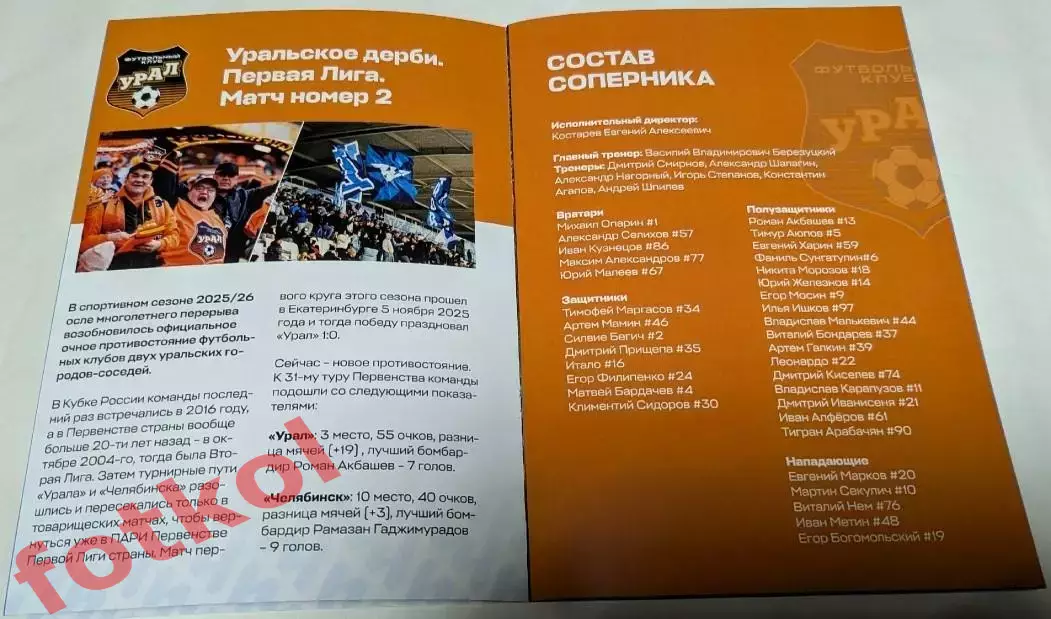 ФУТБОЛЬНЫЙ
КЛУБ
УРАЛ
Уральское дерби.
Первая Лига.
Матч номер 2
УРАЛ
В спортивном сезоне 2025/26
осле многолетнего перерыва
возобновилось официальное
очное противостояние футболь-
ных клубов двух уральских го-
родов-соседей.
В Кубке России команды послед-
ний раз встречались в 2016 году,
а в Первенстве страны вообще
больше 20-ти лет назад – в ок-
тябре 2004-го, тогда было Вто-
рая Лига. Затем турнирные пути
«Урала» и «Челябинска» разо-
шлись и пересекались только в
товарищеских матчах, чтобы вер-
нуться уже в ПАРИ Первенстве
Первой Лиги страны. Матч пер-
вого круга этого сезона прошел
в Екатеринбурге 5 ноября 2025
года и тогда победу праздновал
«Урал» 1:0.
Сейчас – новое противостояние.
К 31-му туру Первенства команды
подошли со следующими показа-
телями:
«Урал»: 3 место, 55 очков, разни-
ца мячей (+19) , лучший бомбар-
дир Роман Акбашев – 7 голов.
«Челябинск»: 10 место, 40 очков,
разница мячей (+3), лучший бом-
бардир Рамазан Гаджимурадов
– 9 голов.
fotkol
СОСТАВ
СОПЕРНИКА
ФУТБОЛЬН
КЛУБ
УРАЛ
Исполнительный директор:
Костарев Евгений Алексеевич
Главный тренер: Василий Владимирович Березуцкий
Тренеры: Дмитрий Смирнов, Александр Шалагин,
Александр Нагорный, Игорь Степанов, Константин
Агапов, Андрей Шпилев
Вратари
Михаил Опарин #1
Александр Селихов #57
Иван Кузнецов #86
Максим Александров #77
Юрий Малеев #67
Защитники
Тимофей Маргасов #34
Артем Мамин #46
Силвие Бегич #2
Дмитрий Прищепа #35
Итало #16
Егор Филипенко #24
Матвей Бардачев #4
Климентий Сидоров #30
Полузащитники
Роман Акбашев #13
Тимур Аюпов #5
Евгений Харин #59
Фаниль Сунгатулин#6
Никита Морозов #18
Юрий Железнов #14
Егор Мосин #9
Илья Ишков #97
Владислав Малькевич #44
Виталий Бондарев #37
Артем Галкин #39
Леонардо #22
Дмитрий Киселев #74
Владислав Карапузов #11
Дмитрий Иванисеня #21
Иван Алфёров #61
Тигран Арабачян #90
Нападающие
Евгений Марков #20
Мартин Секулич #10
Виталий Нем #76
Иван Метин #48
Егор Богомольский #19